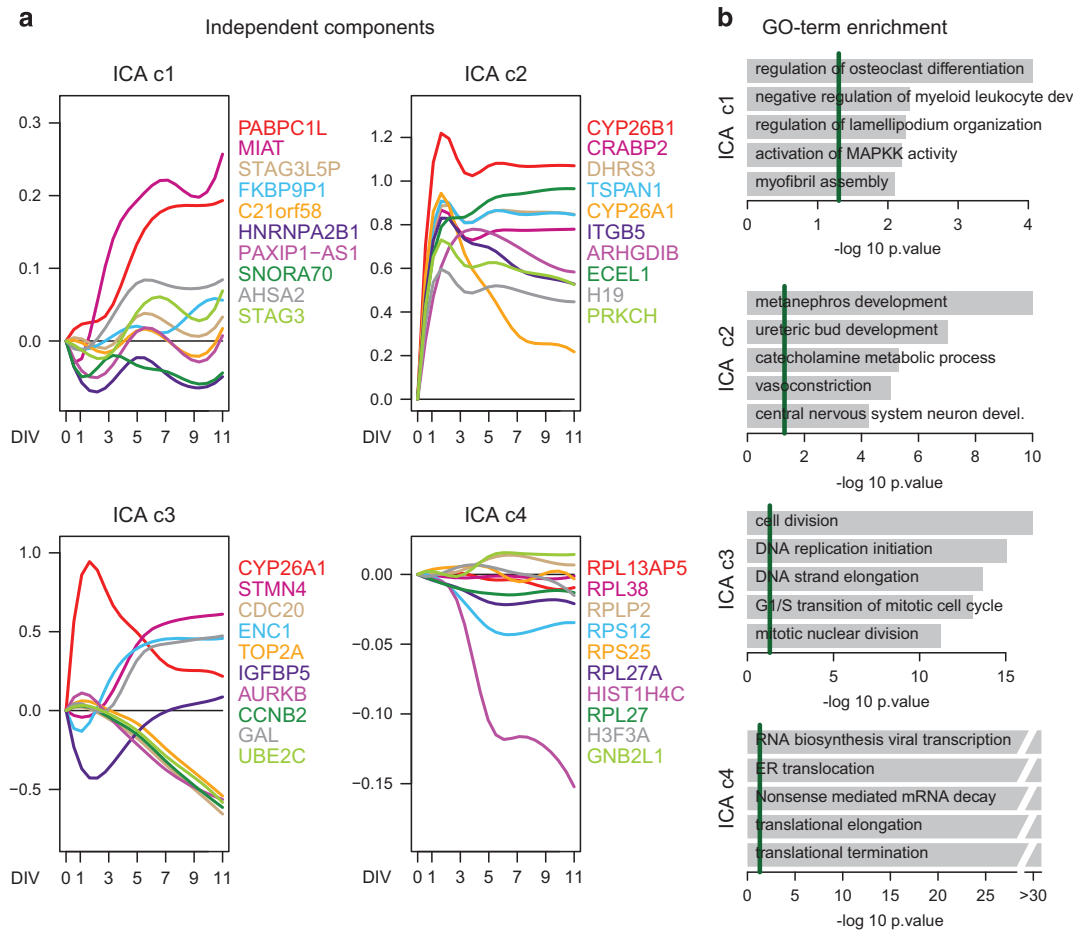 a
Independent components
ICA c1
0.3
0.2
0.1
0.0
DIV
0 1 3 5 7 9 11
PABPC1L
MIAT
STAG3L5P
FKBP9P1
C21orf58
HNRNPA2B1
PAXIP1−AS1
SNORA70
AHSA2
STAG3
ICA c2
1.2
1.0
0.8
0.6
0.4
0.2
0.0
0 1 3 5 7 9 11
CYP26B1
CRABP2
DHRS3
TSPAN1
CYP26A1
ITGB5
ARHGDIB
ECEL1
H19
PRKCH
ICA c3
1.0
0.5
0.0
−0.5
DIV
0 1 3 5 7 9 11
CYP26A1
STMN4
CDC20
ENC1
TOP2A
IGFBP5
AURKB
CCNB2
GAL
UBE2C
ICA c4
0.00
−0.05
−0.10
−0.15
DIV
0 1 3 5 7 9 11
RPL13AP5
RPL38
RPLP2
RPS12
RPS25
RPL27A
HIST1H4C
RPL27
H3F3A
GNB2L1
b
GO-term enrichment
ICA c1
regulation of osteoclast differentiation
negative regulation of myeloid leukocyte dev
regulation of lamellipodium organization
activation of MAPKK activity
myofibril assembly
0 1 2 3 4
-log 10 p.value
ICA c2
metanephros development
ureteric bud development
catecholamine metabolic process
vasoconstriction
central nervous system neuron devel.
0 2 4 6 8 10
-log 10 p.value
ICA c3
cell division
DNA replication initiation
DNA strand elongation
G1/S transition of mitotic cell cycle
mitotic nuclear division
0 5 10 15
-log 10 p.value
ICA c4
RNA biosynthesis viral transcription
ER translocation
Nonsense mediated mRNA decay
translational elongation
translational termination
0 5 10 15 20 25 >30
-log 10 p.value